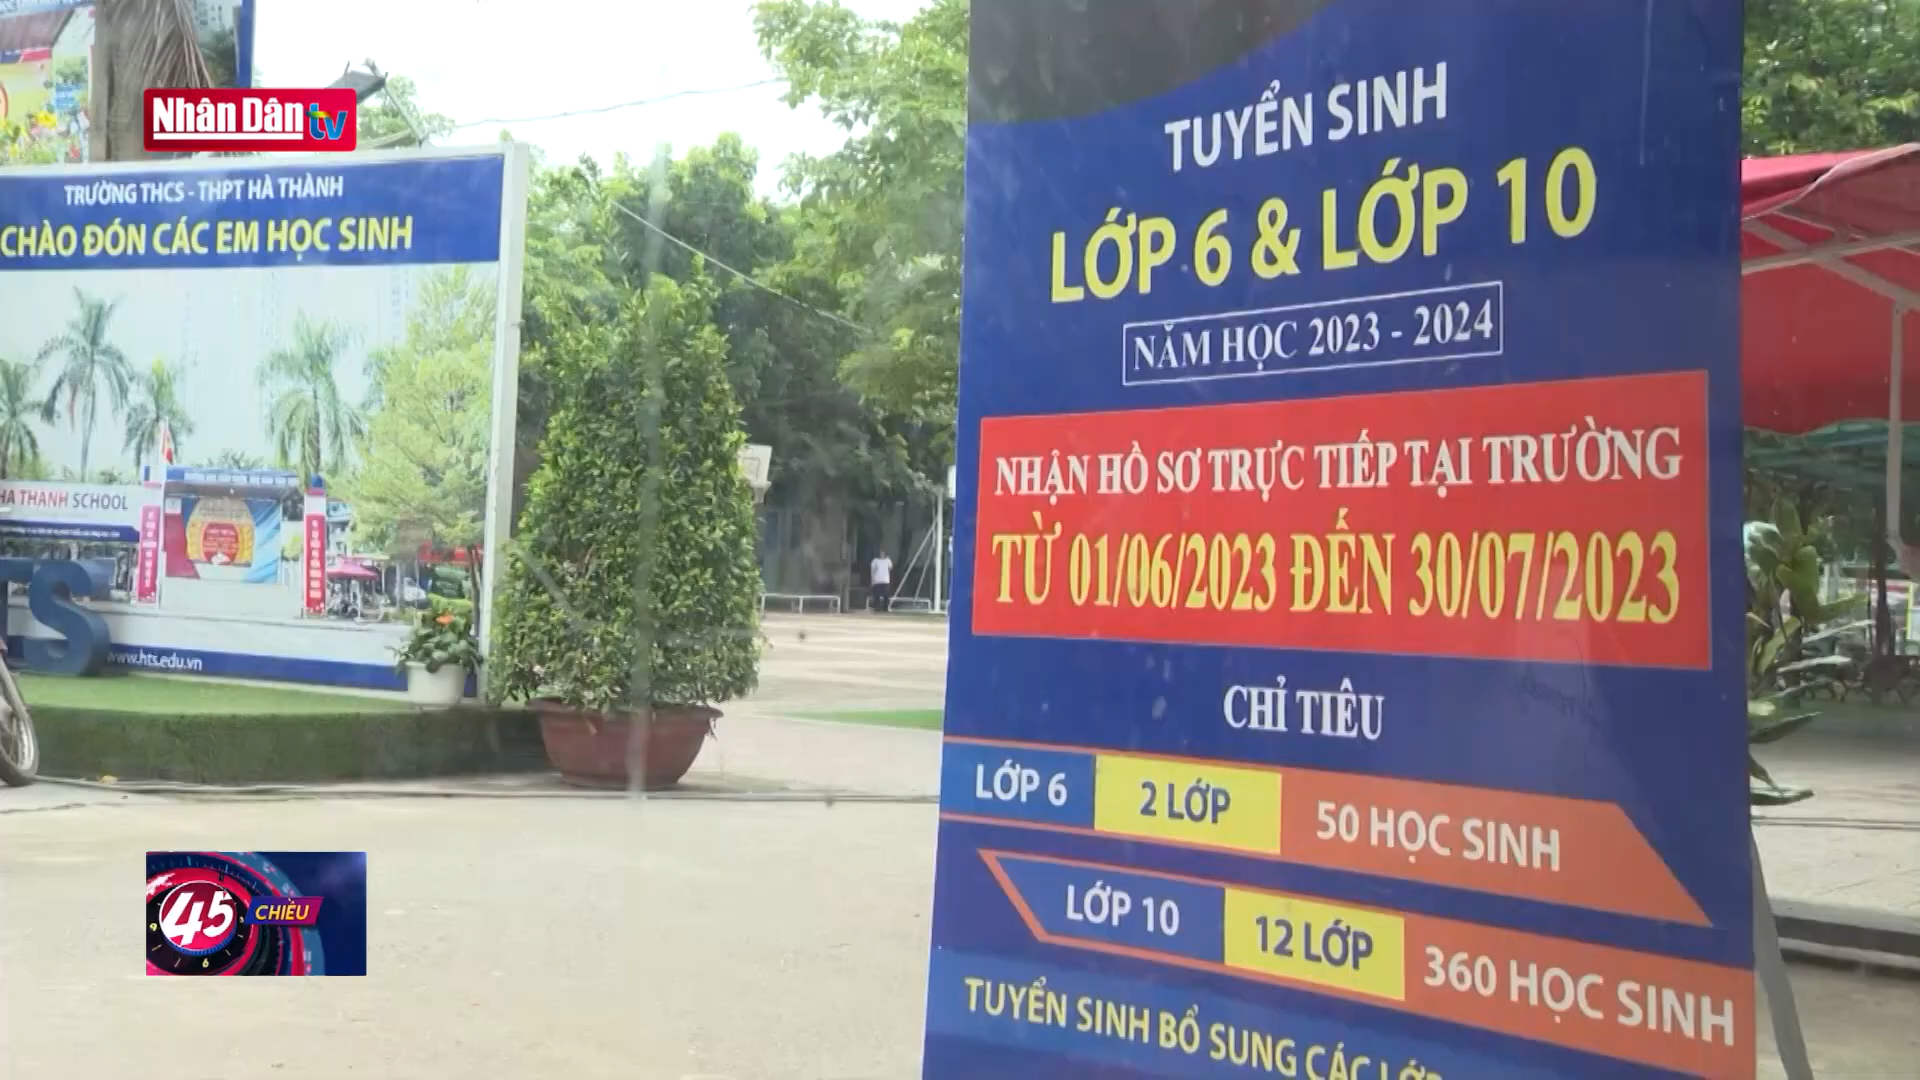 Nhân Dân tv
TRƯỜNG THCS - THPT HÀ THÀNH
CHÀO ĐÓN CÁC EM HỌC SINH
HA THANH SCHOOL
TS
www.hts.edu.vn
TUYỂN SINH
LỚP 6 & LỚP 10
NĂM HỌC 2023 - 2024
NHẬN HỒ SƠ TRỰC TIẾP TẠI TRƯỜNG
TỪ 01/06/2023 ĐẾN 30/07/2023
CHỈ TIÊU
LỚP 6 2 LỚP 50 HỌC SINH
LỚP 10 12 LỚP 360 HỌC SINH
TUYỂN SINH BỔ SUNG CÁC
45 CHIỀU
9
6